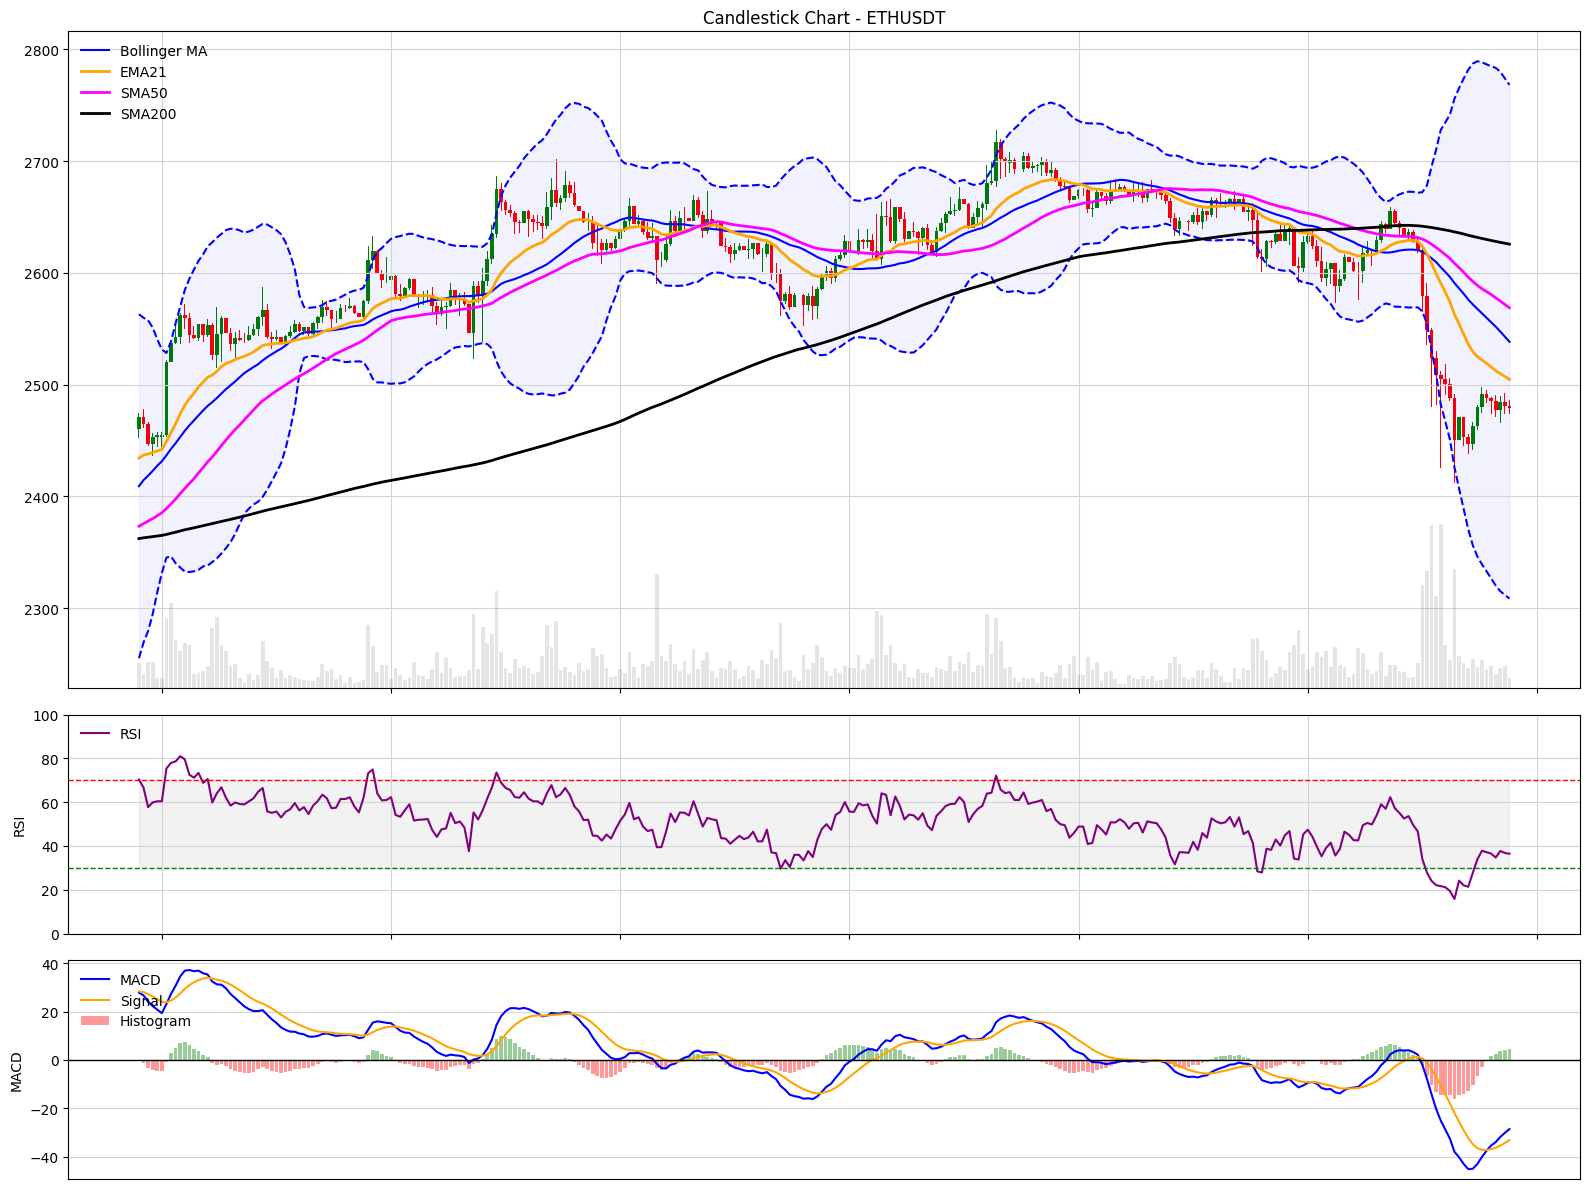 Candlestick Chart - ETHUSDT
2800
2700
2600
2500
2400
2300
Bollinger MA
EMA21
SMA50
SMA200
100
80
60
40
20
0
RSI
RSI
40
20
0
−20
−40
MACD
MACD
Signal
Histogram